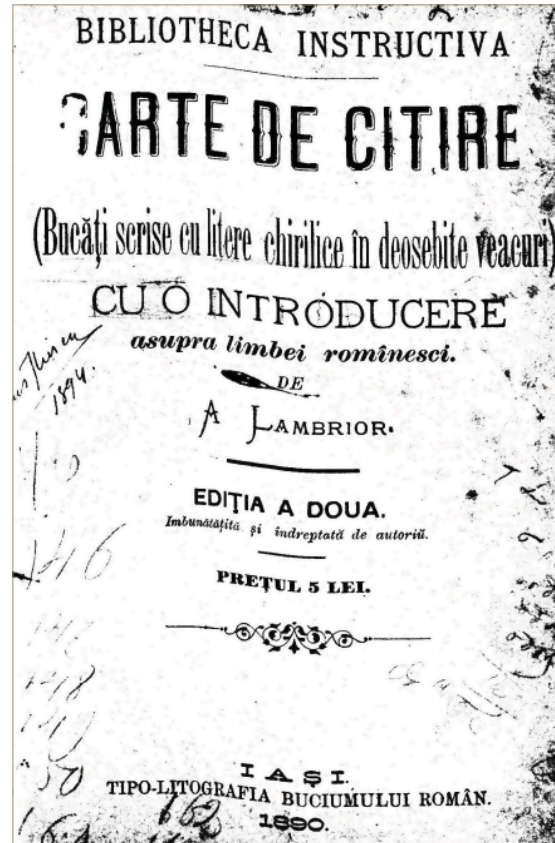 BIBLIOTHECA INSTRUCTIVA
CARTE DE CITIRE
(Bucăți scrise cu litere chirilice în deosebite veacuri)
CU O INTRODUCERE
asupra limbei romînesci.
DE
A LAMBRIOR.
1894.
EDIȚIA A DOUA.
Imbunătățită și îndreptată de autoriŭ.
PREȚUL 5 LEI.
IAȘI.
TIPO-LITOGRAFIA BUCIUMULUI ROMÂN.
1890.